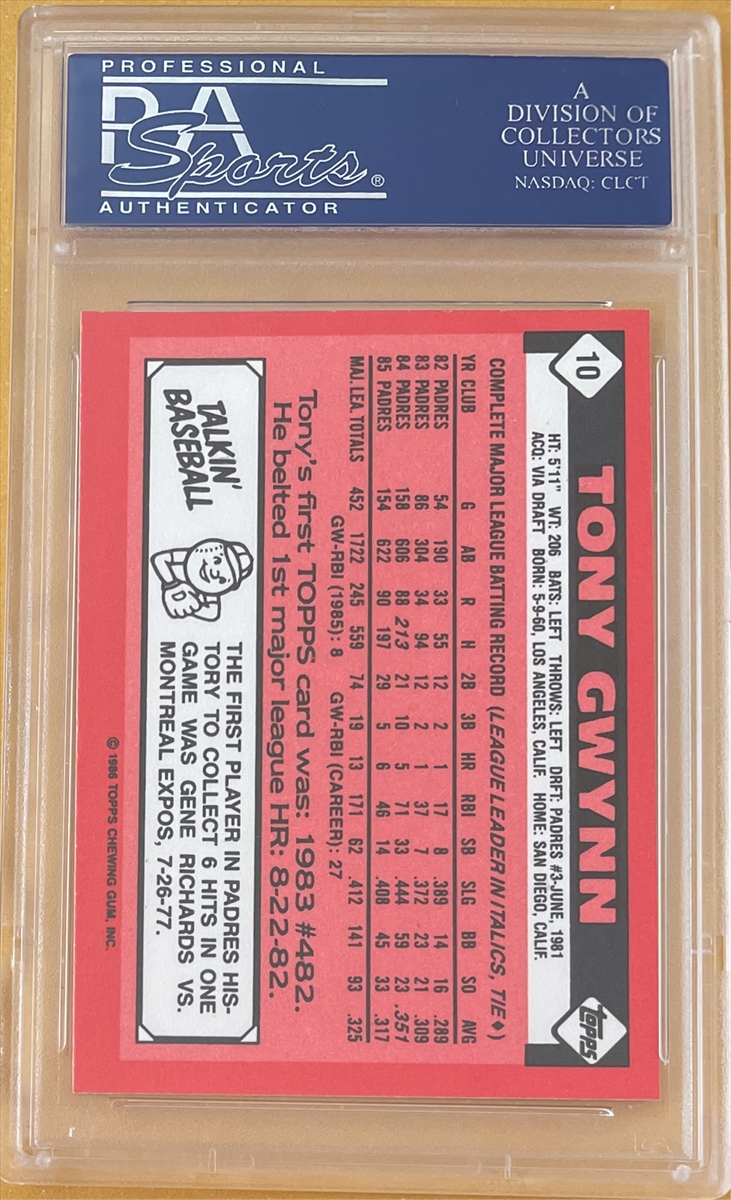 PROFESSIONAL
PSA
Sports®
AUTHENTICATOR
A
DIVISION OF
COLLECTORS
UNIVERSE
NASDAQ: CLCT
10
TONY GWYNN
topps
HT: 5'11" WT: 206 BATS: LEFT THROWS: LEFT DRFT: PADRES #3-JUNE, 1981
ACQ: VIA DRAFT BORN: 5-9-60, LOS ANGELES, CALIF. HOME: SAN DIEGO, CALIF.
COMPLETE MAJOR LEAGUE BATTING RECORD (LEAGUE LEADER IN ITALICS, TIE♦)
YR CLUB G AB R H 2B 3B HR RBI SB SLG BB SO AVG
82 PADRES 54 190 33 55 12 2 1 17 8 .389 14 16 .289
83 PADRES 86 304 34 94 12 2 1 37 7 .372 23 21 .309
84 PADRES 158 606 88 213 21 10 5 71 33 .444 59 23 .351
85 PADRES 154 622 90 197 29 5 6 46 14 .408 45 33 .317
MAJ. LEA. TOTALS 452 1722 245 559 74 19 13 171 62 .412 141 93 .325
GW-RBI (1985): 8 GW-RBI (CAREER): 27
Tony's first TOPPS card was: 1983 #482.
He belted 1st major league HR: 8-22-82.
TALKIN'
BASEBALL
THE FIRST PLAYER IN PADRES HIS-
TORY TO COLLECT 6 HITS IN ONE
GAME WAS GENE RICHARDS VS.
MONTREAL EXPOS, 7-26-77.
© 1986 TOPPS CHEWING GUM, INC.